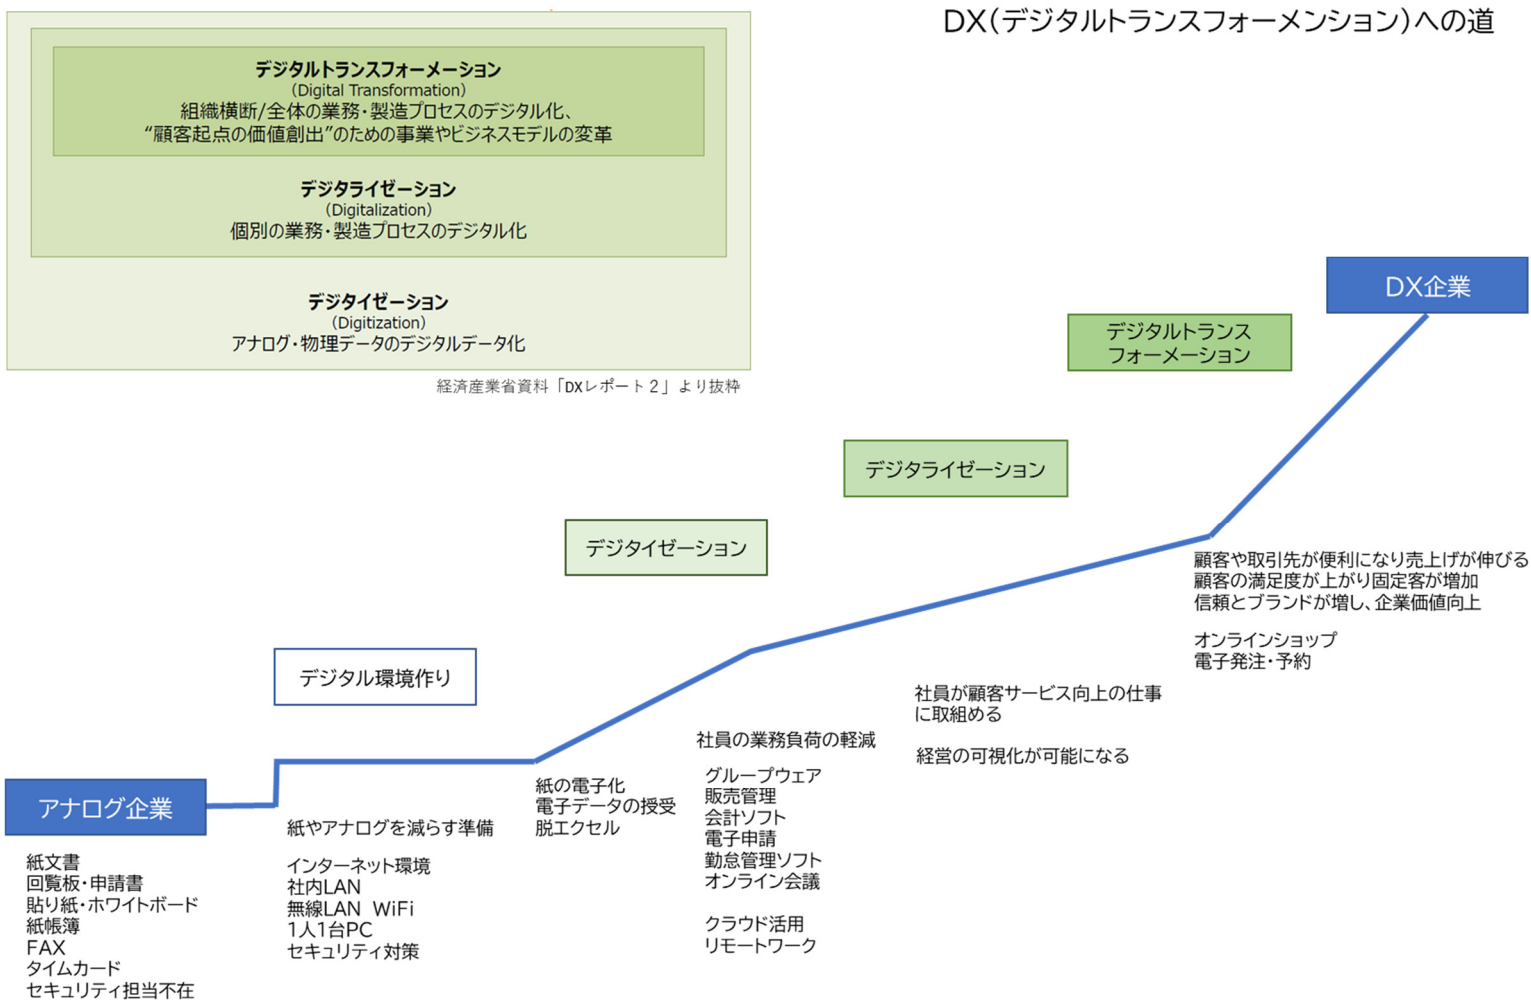 DX(デジタルトランスフォーメンション)への道
デジタルトランスフォーメーション
(Digital Transformation)
組織横断/全体の業務・製造プロセスのデジタル化、
“顧客起点の価値創出”のための事業やビジネスモデルの変革
デジタライゼーション
(Digitalization)
個別の業務・製造プロセスのデジタル化
デジタイゼーション
(Digitization)
アナログ・物理データのデジタルデータ化
経済産業省資料「DXレポート２」より抜粋
DX企業
デジタルトランス
フォーメーション
デジタライゼーション
デジタイゼーション
デジタル環境作り
アナログ企業
紙文書
回覧板・申請書
貼り紙・ホワイトボード
紙帳簿
FAX
タイムカード
セキュリティ担当不在
紙やアナログを減らす準備
インターネット環境
社内LAN
無線LAN WiFi
1人1台PC
セキュリティ対策
紙の電子化
電子データの授受
脱エクセル
社員の業務負荷の軽減
グループウェア
販売管理
会計ソフト
電子申請
勤怠管理ソフト
オンライン会議
クラウド活用
リモートワーク
社員が顧客サービス向上の仕事
に取組める
経営の可視化が可能になる
顧客や取引先が便利になり売上げが伸びる
顧客の満足度が上がり固定客が増加
信頼とブランドが増し、企業価値向上
オンラインショップ
電子発注・予約